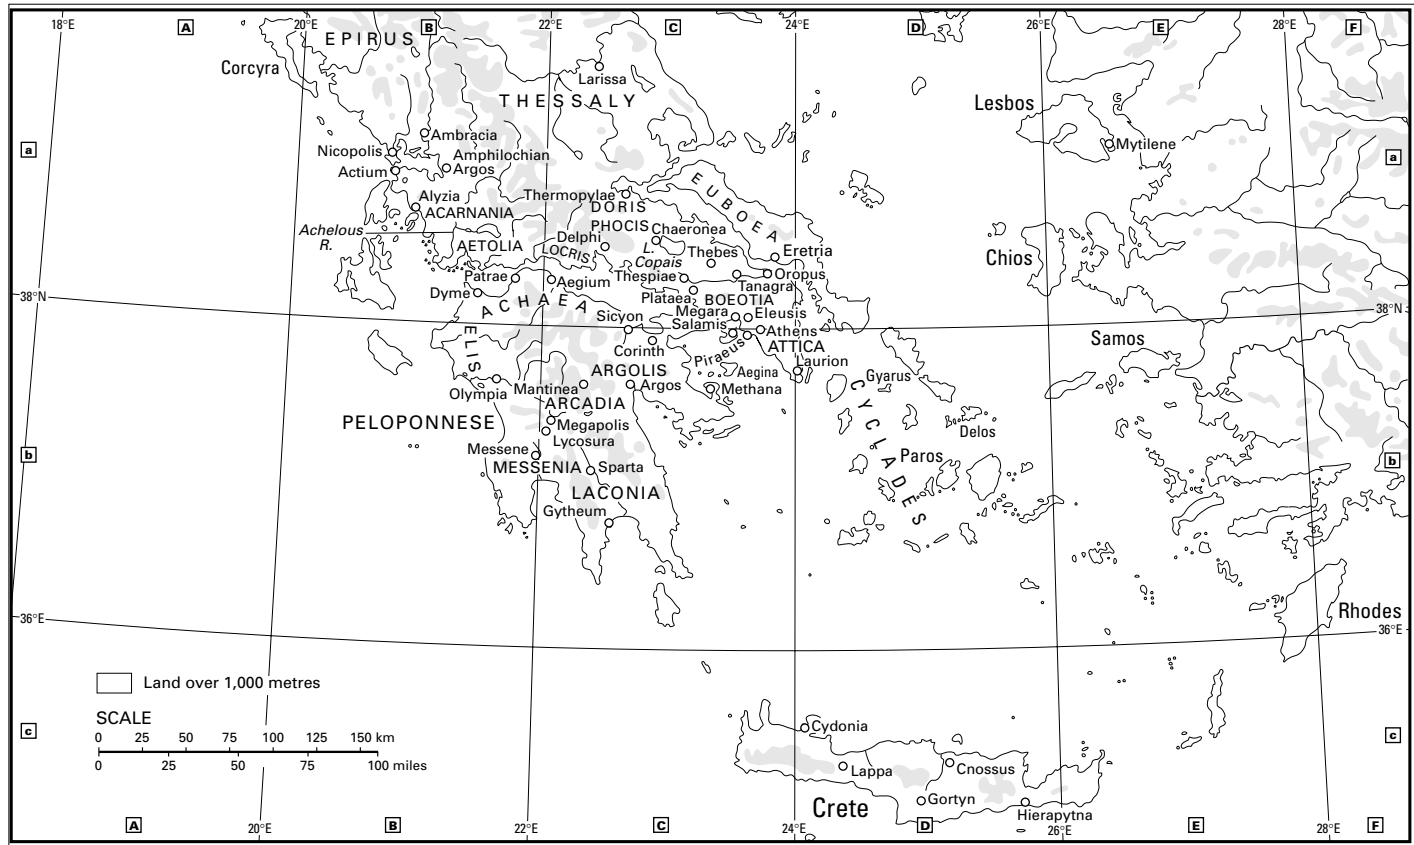 18°E
A
20°E
B
22°E
C
24°E
D
26°E
E
28°E
F
EPIRUS
Corcyra
Larissa
THESSALY
Lesbos
Ambracia
Mytilene
a
Nicopolis
Amphilochian
Argos
a
Actium
EUBOEA
Alyzia
Thermopylae
DORIS
ACARNANIA
PHOCIS
Chaeronea
Achelous
R.
AETOLIA
Delphi
LOCRIS
L.
Copais
Thebes
Eretria
Chios
Patrae
Aegium
Thespiae
Oropus
Tanagra
Dyme
ACHAEA
Plataea
BOEOTIA
38°N
Sicyon
Megara
Eleusis
38°N
Salamis
Athens
ELIS
Corinth
Piraeus
ATTICA
Samos
Laurion
ARGOLIS
Aegina
Gyarus
Olympia
Mantinea
Argos
Methana
CYCLADES
ARCADIA
PELOPONNESE
Megapolis
Delos
Lycosura
b
Messene
Paros
b
MESSENIA
Sparta
LACONIA
Gytheum
36°E
Rhodes
36°E
Land over 1,000 metres
SCALE
c
0 25 50 75 100 125 150 km
0 25 50 75 100 miles
Cydonia
c
Lappa
Cnossus
Crete
Gortyn
Hierapytna
A
20°E
B
22°E
C
24°E
D
26°E
E
28°E
F